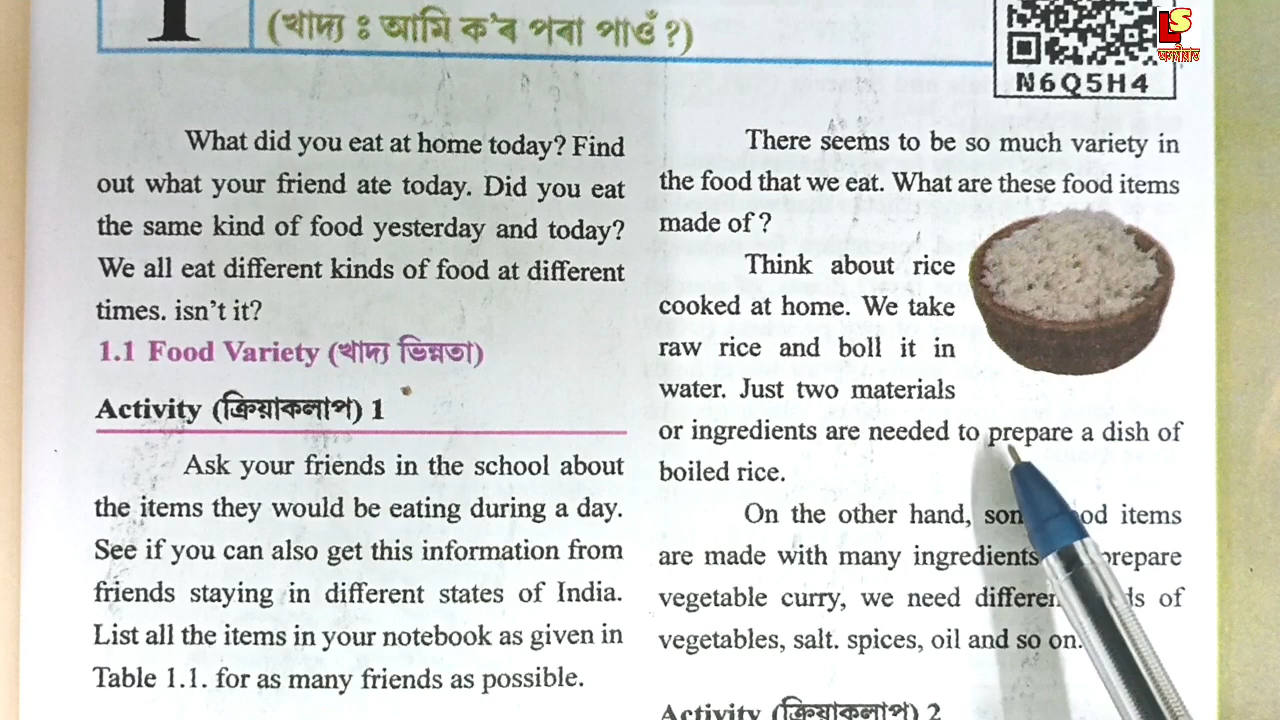 1
(খাদ্য ঃ আমি ক'ৰ পৰা পাওঁ ?)
N6Q5H4
LS
অসমীয়াত
What did you eat at home today? Find
out what your friend ate today. Did you eat
the same kind of food yesterday and today?
We all eat different kinds of food at different
times. isn't it?
1.1 Food Variety (খাদ্য ভিন্নতা)
Activity (ক্ৰিয়াকলাপ) 1
Ask your friends in the school about
the items they would be eating during a day.
See if you can also get this information from
friends staying in different states of India.
List all the items in your notebook as given in
Table 1.1. for as many friends as possible.
There seems to be so much variety in
the food that we eat. What are these food items
made of ?
Think about rice
cooked at home. We take
raw rice and boll it in
water. Just two materials
or ingredients are needed to prepare a dish of
boiled rice.
On the other hand, food items
are made with many ingredients prepare
vegetable curry, we need of
vegetables, salt. spices, oil and so on.
Activity (ক্ৰিয়াকলাপ) 2